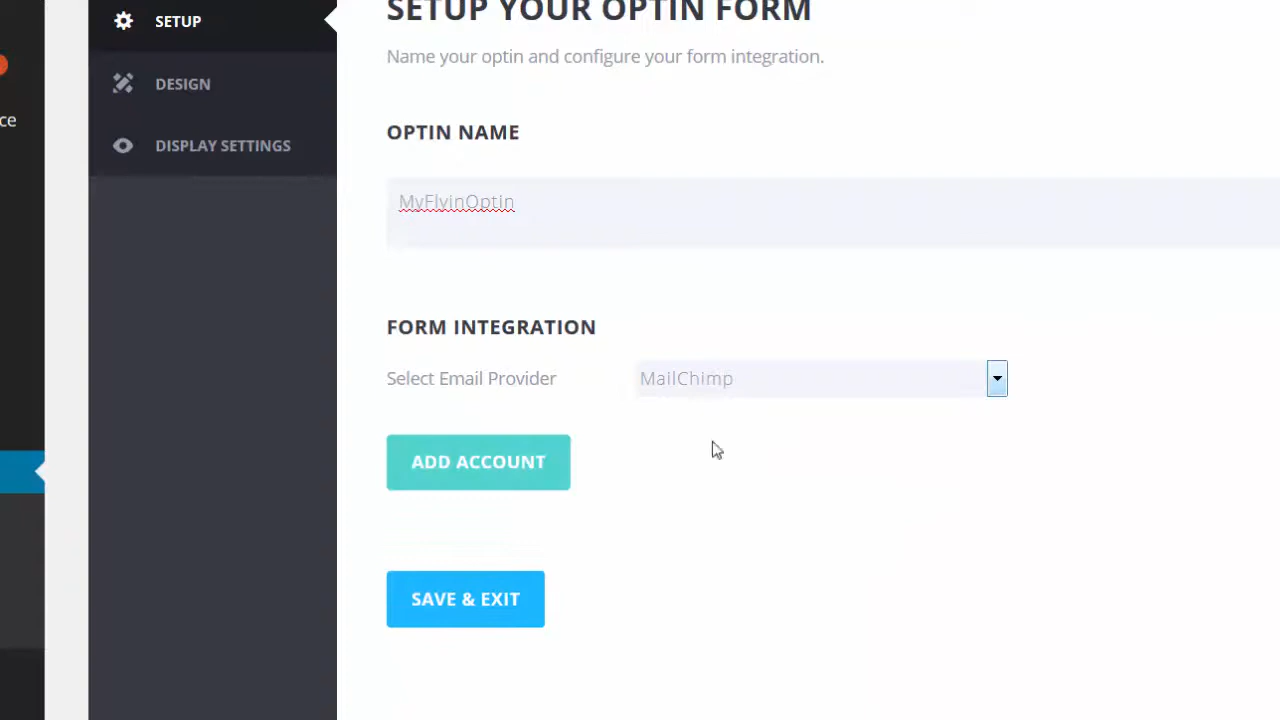 SETUP YOUR OPTIN FORM
Name your optin and configure your form integration.
SETUP
DESIGN
DISPLAY SETTINGS
ce
OPTIN NAME
MyFlyinOptin
FORM INTEGRATION
Select Email Provider
MailChimp
ADD ACCOUNT
SAVE & EXIT